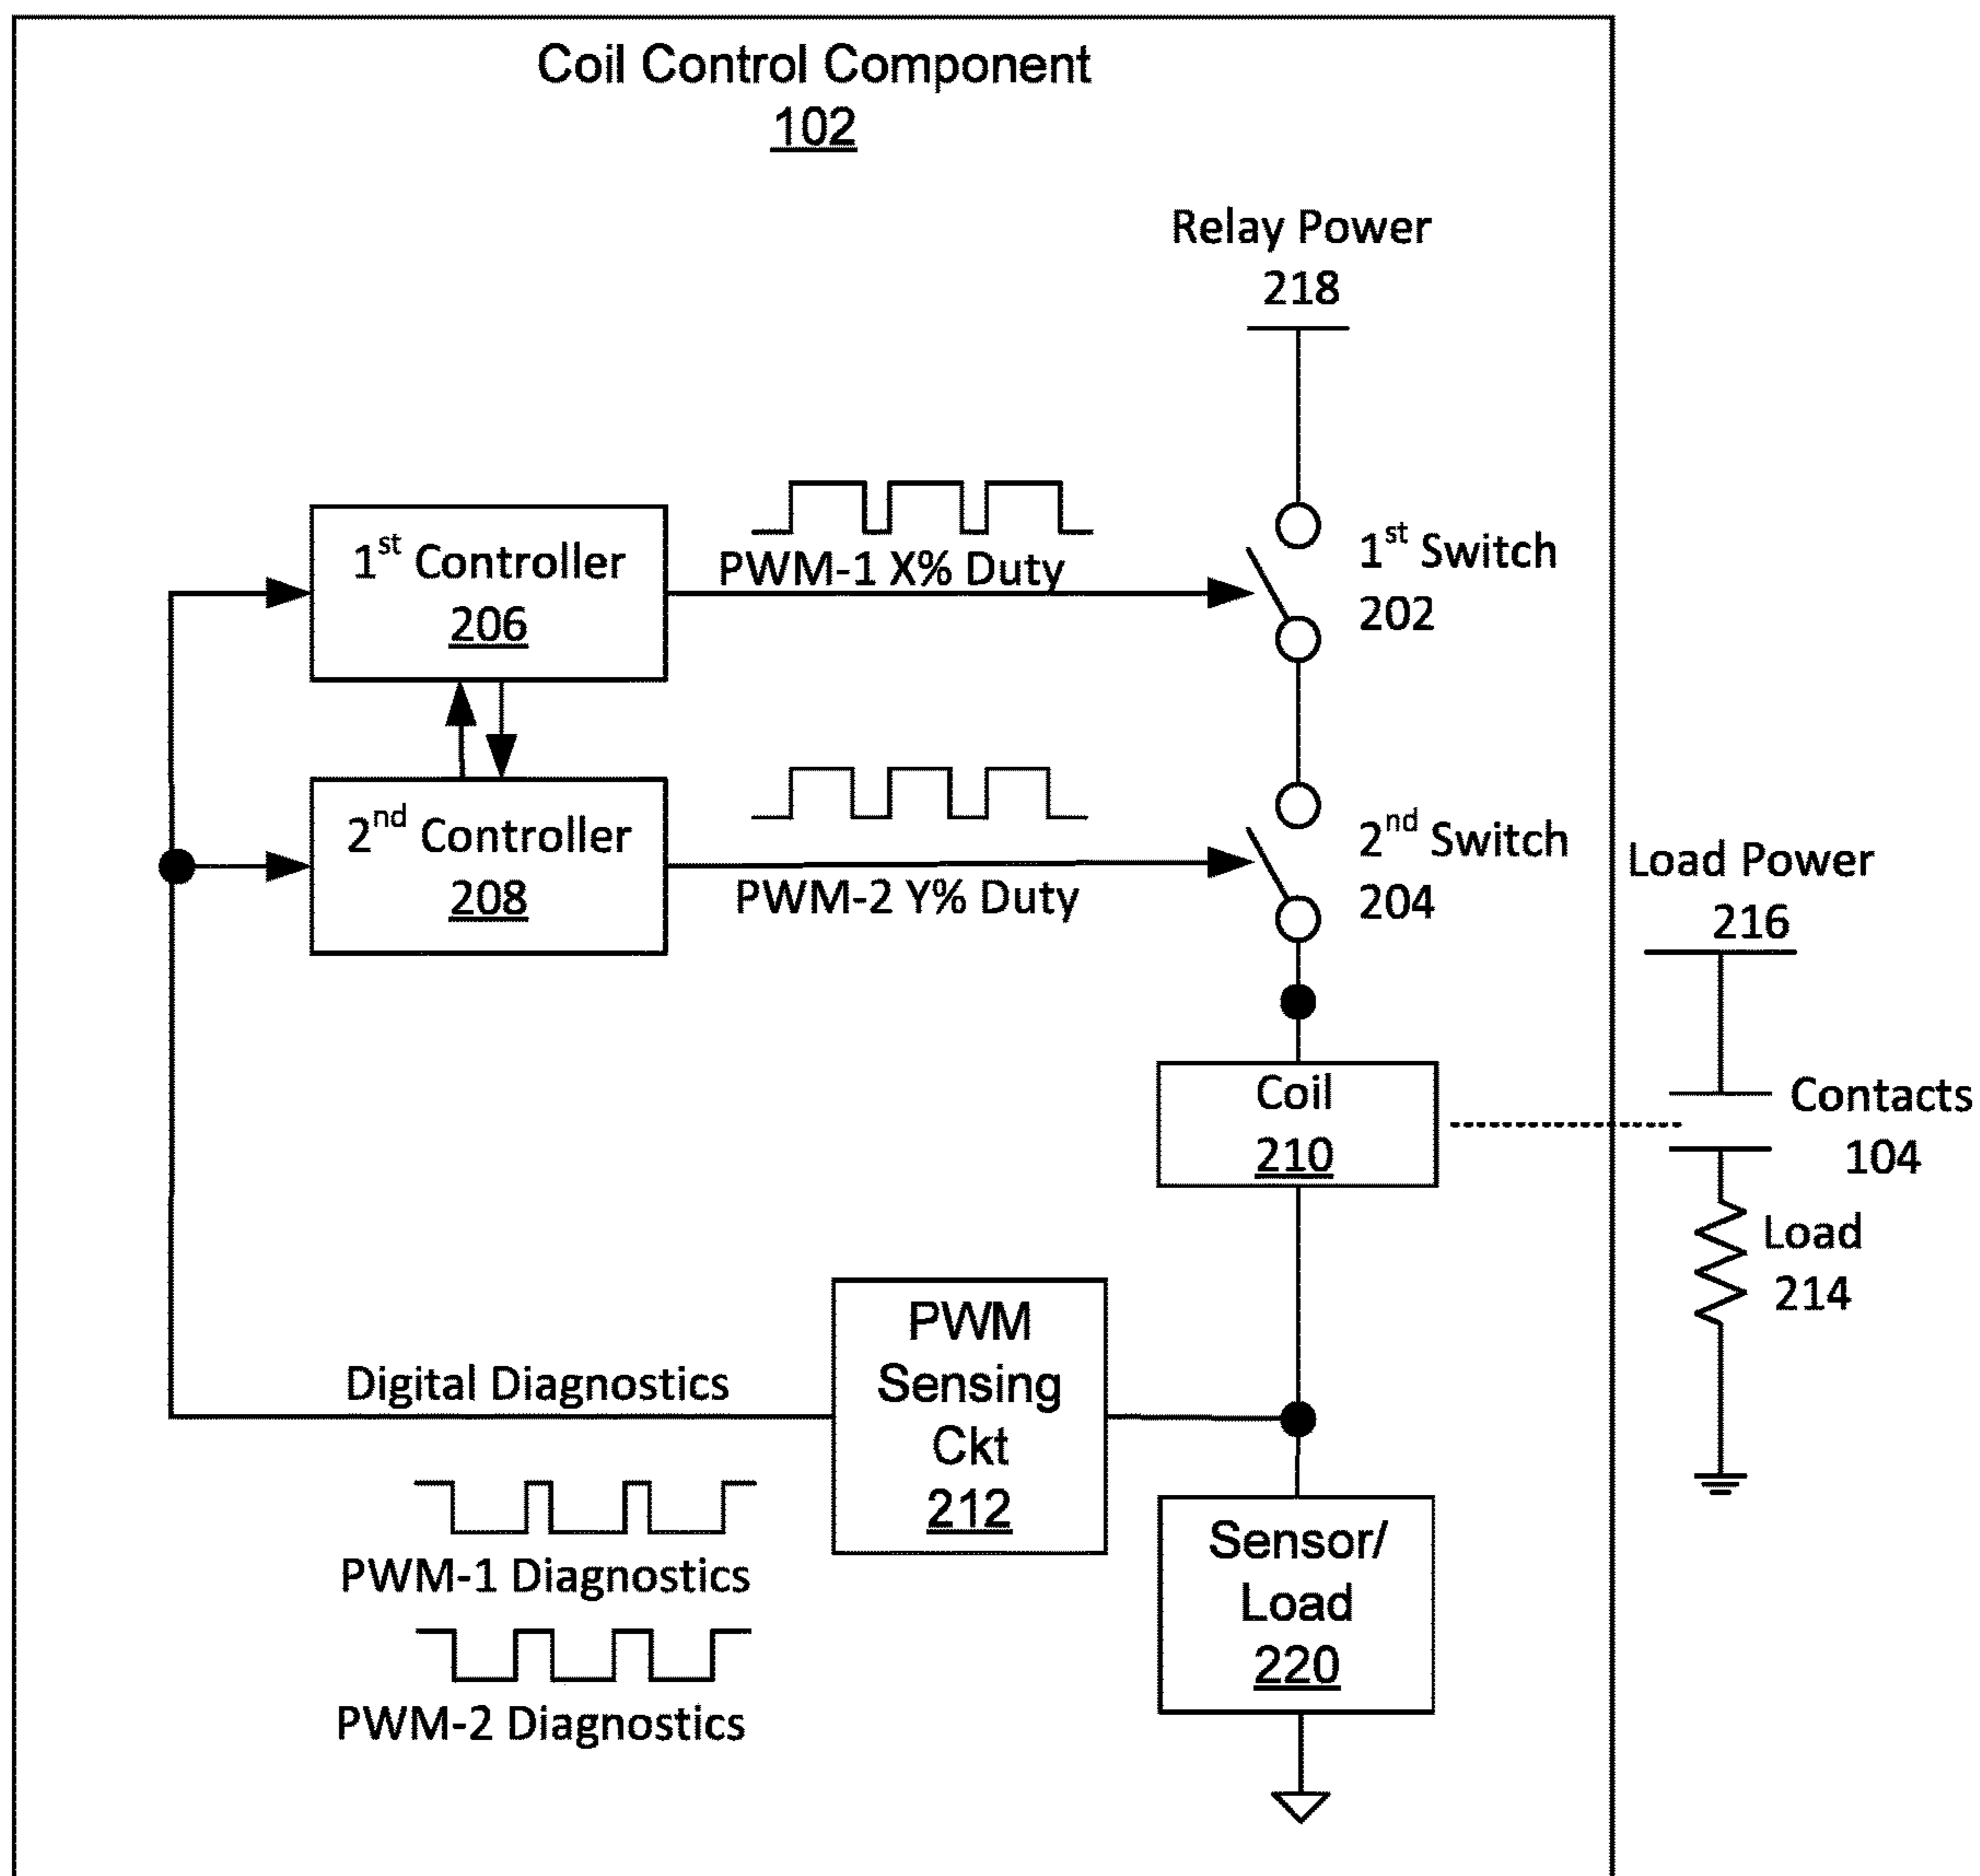 Coil Control Component
102
Relay Power
218
1st Controller
206
PWM-1 X% Duty
1st Switch
202
2nd Controller
208
PWM-2 Y% Duty
2nd Switch
204
Load Power
216
Coil
210
Contacts
104
Load
214
PWM
Sensing
Ckt
212
Digital Diagnostics
PWM-1 Diagnostics
PWM-2 Diagnostics
Sensor/
Load
220